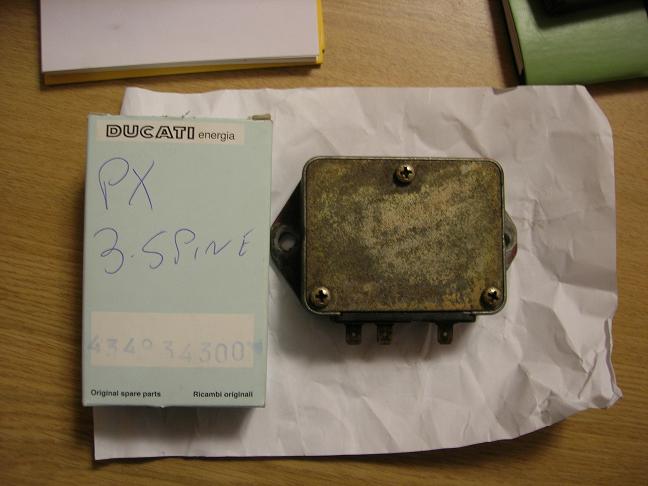 DUCATI energia
PX
3. SPINE
434034300
Original spare parts Ricambi originali